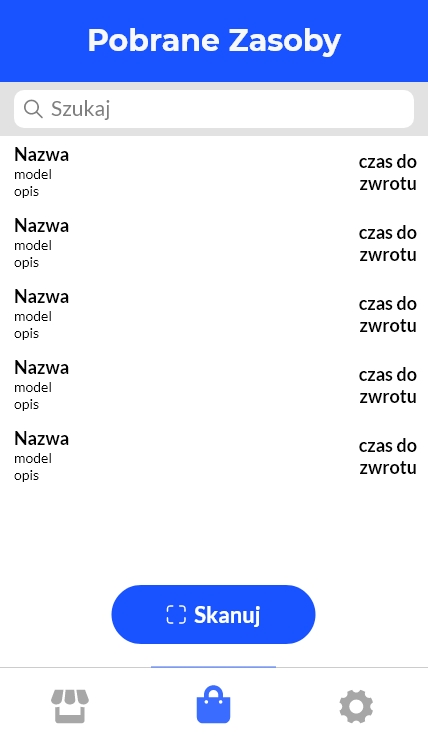 Pobrane Zasoby
Szukaj
Nazwa
model
opis
czas do
zwrotu
Nazwa
model
opis
czas do
zwrotu
Nazwa
model
opis
czas do
zwrotu
Nazwa
model
opis
czas do
zwrotu
Nazwa
model
opis
czas do
zwrotu
Skanuj